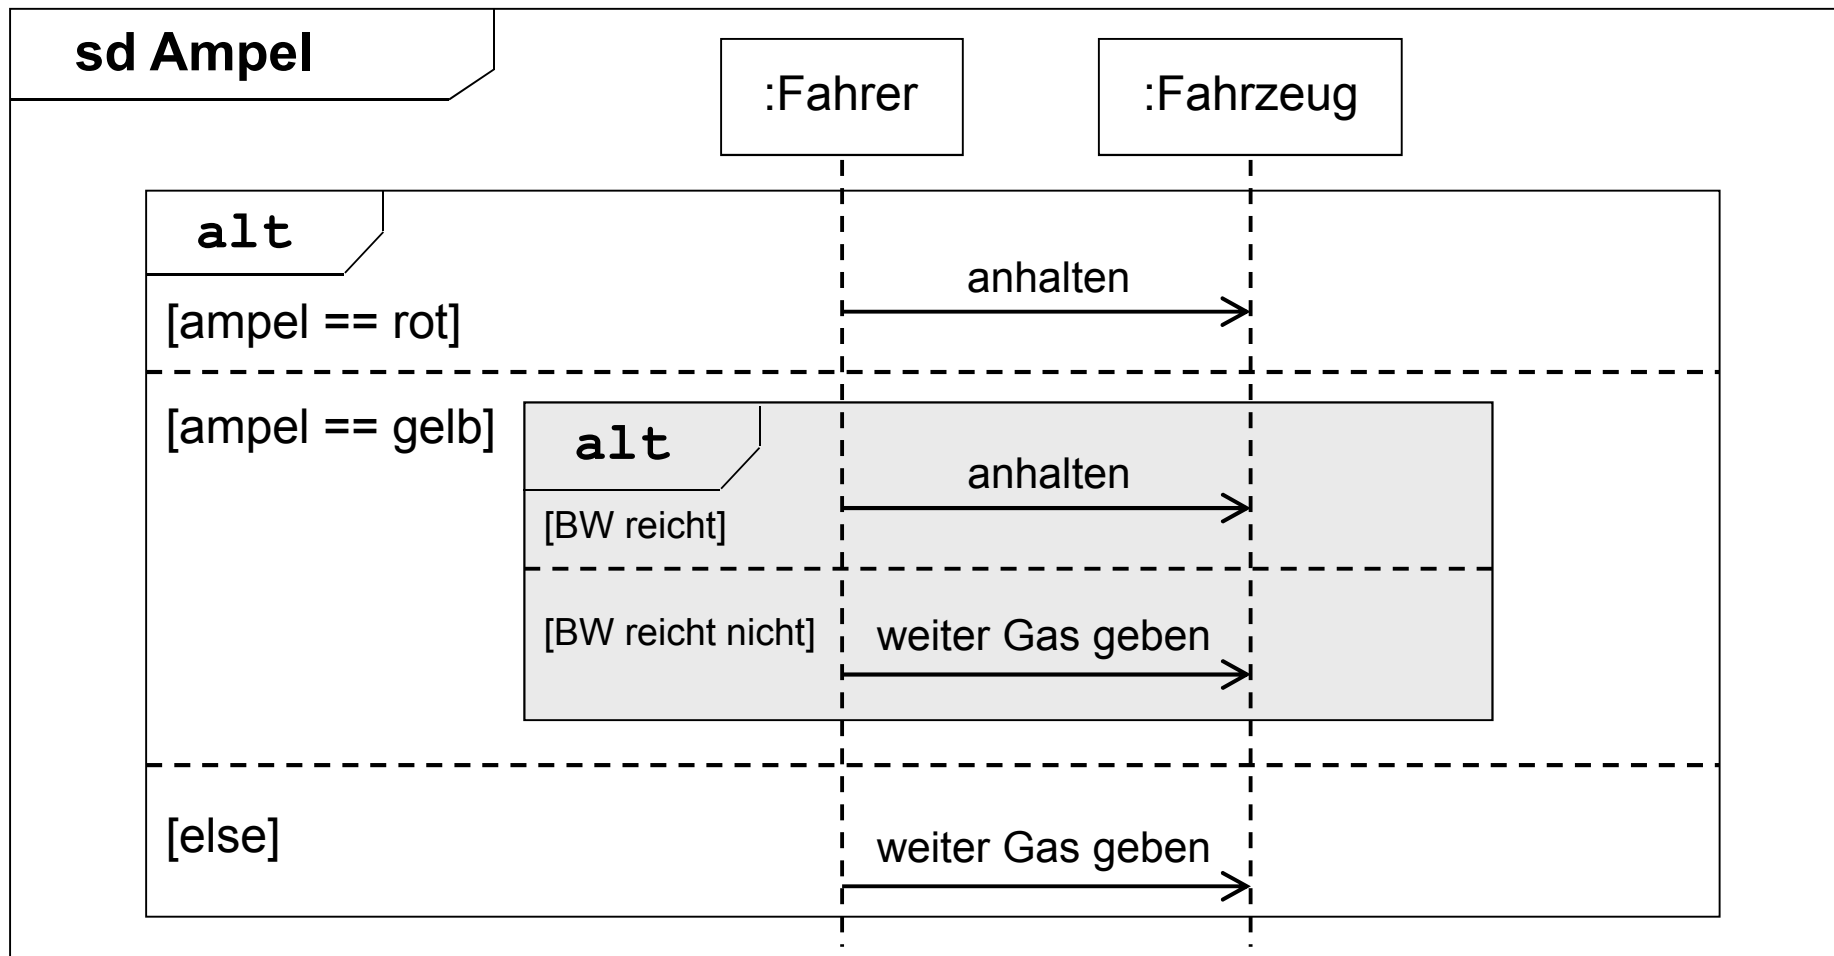 sd Ampel
:Fahrer
:Fahrzeug
alt
anhalten
[ampel == rot]
[ampel == gelb]
alt
anhalten
[BW reicht]
[BW reicht nicht]
weiter Gas geben
[else]
weiter Gas geben